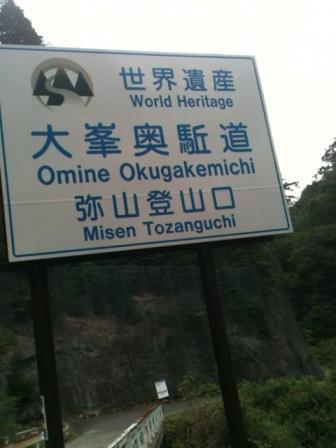 世界遺産
World Heritage
大峯奥駈道
Omine Okugakemichi
弥山登山口
Misen Tozanguchi